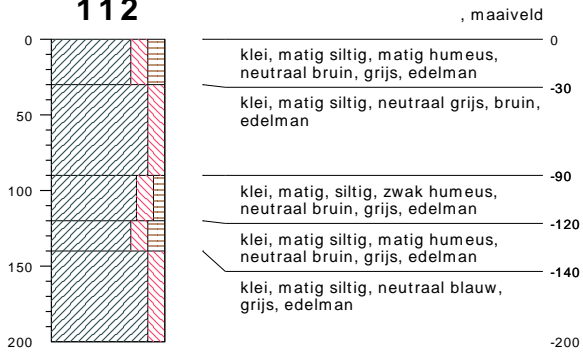 112
, maaiveld
0
0
klei, matig siltig, matig humeus,
neutraal bruin, grijs, edelman
-30
klei, matig siltig, neutraal grijs, bruin,
edelman
50
-90
klei, matig, siltig, zwak humeus,
neutraal bruin, grijs, edelman
100
-120
klei, matig siltig, matig humeus,
neutraal bruin, grijs, edelman
-140
150
klei, matig siltig, neutraal blauw,
grijs, edelman
200
-200